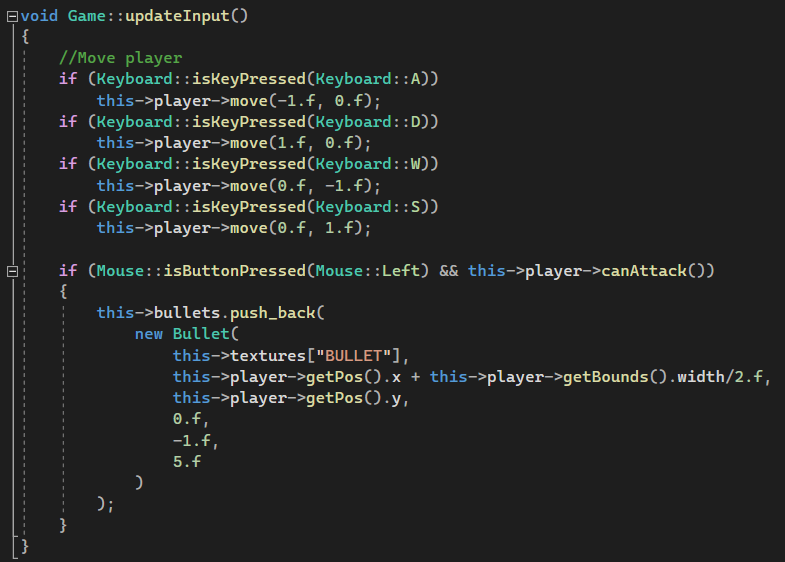 void Game::updateInput()
{
    //Move player
    if (Keyboard::isKeyPressed(Keyboard::A))
        this->player->move(-1.f, 0.f);
    if (Keyboard::isKeyPressed(Keyboard::D))
        this->player->move(1.f, 0.f);
    if (Keyboard::isKeyPressed(Keyboard::W))
        this->player->move(0.f, -1.f);
    if (Keyboard::isKeyPressed(Keyboard::S))
        this->player->move(0.f, 1.f);

    if (Mouse::isButtonPressed(Mouse::Left) && this->player->canAttack())
    {
        this->bullets.push_back(
            new Bullet(
                this->textures["BULLET"],
                this->player->getPos().x + this->player->getBounds().width/2.f,
                this->player->getPos().y,
                0.f,
                -1.f,
                5.f
            )
        );
    }
}